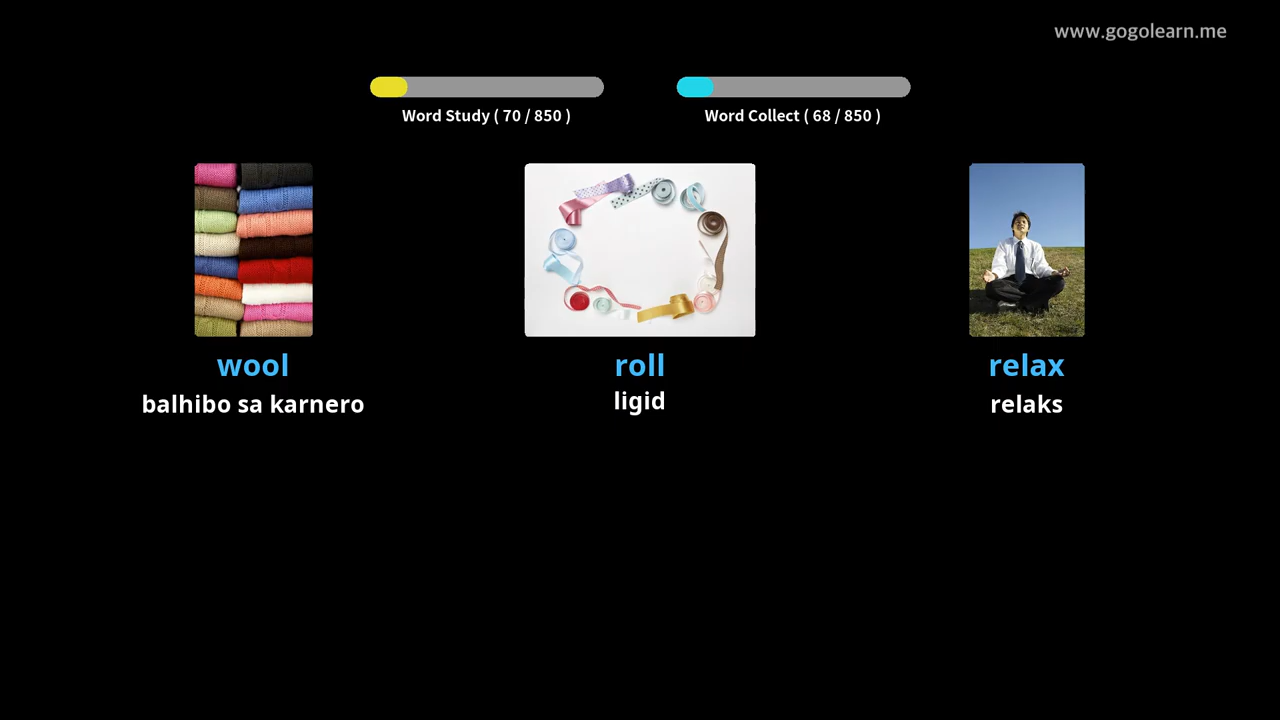 www.gogolearn.me
Word Study ( 70 / 850 )
Word Collect ( 68 / 850 )
wool
balhibo sa karnero
roll
ligid
relax
relaks